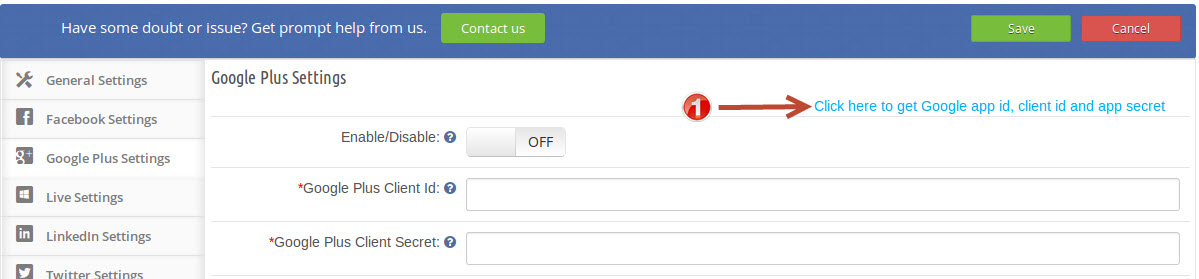 Have some doubt or issue? Get prompt help from us. Contact us Save Cancel
General Settings
Facebook Settings
Google Plus Settings
Live Settings
LinkedIn Settings
Twitter Settings
Google Plus Settings
1 Click here to get Google app id, client id and app secret
Enable/Disable: ? OFF
*Google Plus Client Id: ?
*Google Plus Client Secret: ?